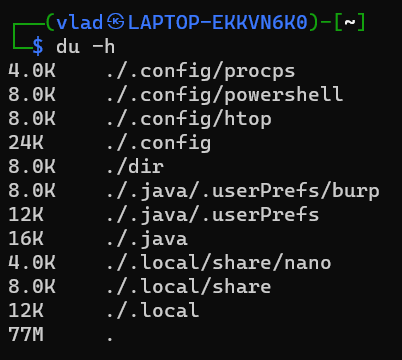 ┌──(vlad㉿LAPTOP-EKKVN6K0)-[~]
└─$ du -h
4.0K    ./.config/procps
8.0K    ./.config/powershell
8.0K    ./.config/htop
24K     ./.config
8.0K    ./dir
8.0K    ./.java/.userPrefs/burp
12K     ./.java/.userPrefs
16K     ./.java
4.0K    ./.local/share/nano
8.0K    ./.local/share
12K     ./.local
77M     .